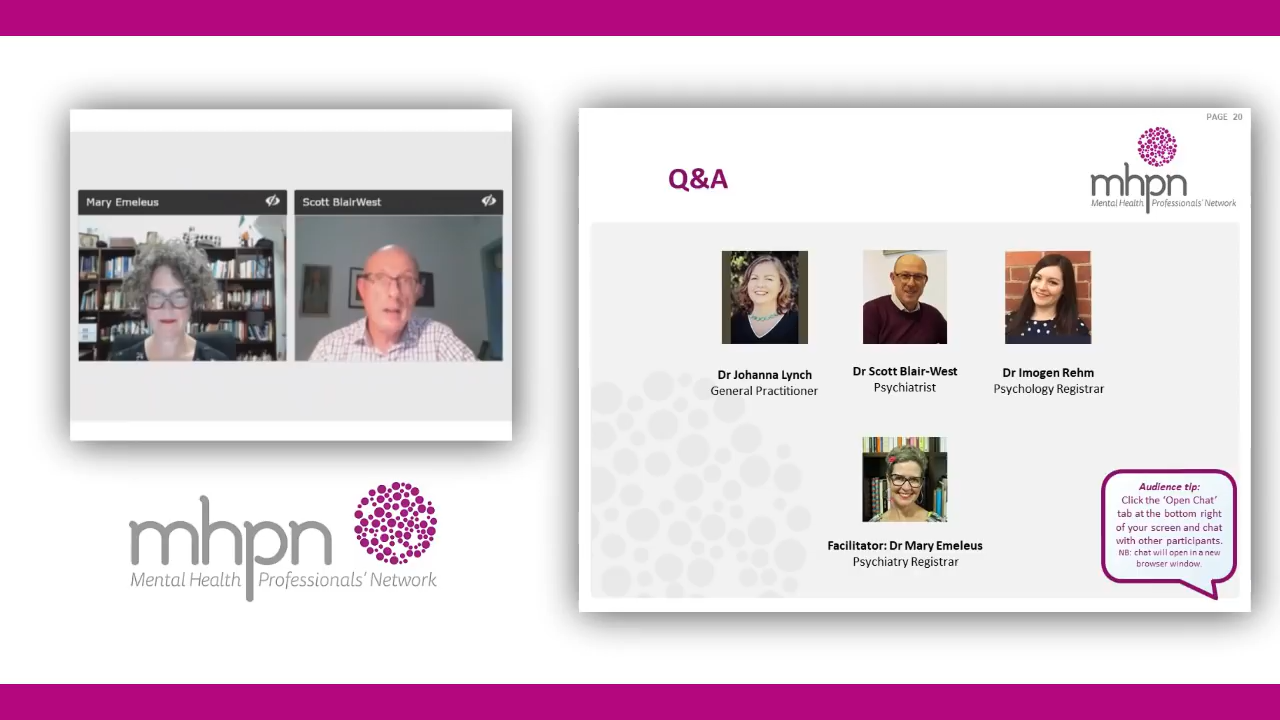 Mary Emeleus
Scott BlairWest
mhpn
Mental Health Professionals' Network
PAGE 20
mhpn
Mental Health Professionals' Network
Q&A
Dr Johanna Lynch
General Practitioner
Dr Scott Blair-West
Psychiatrist
Dr Imogen Rehm
Psychology Registrar
Facilitator: Dr Mary Emeleus
Psychiatry Registrar
Audience tip:
Click the ‘Open Chat’
tab at the bottom right
of your screen and chat
with other participants.
NB: chat will open in a new
browser window.